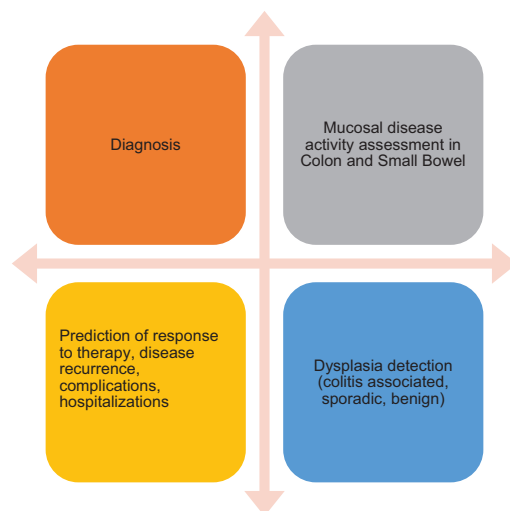 Diagnosis
Mucosal disease
activity assessment in
Colon and Small Bowel
Prediction of response
to therapy, disease
recurrence,
complications,
hospitalizations
Dysplasia detection
(colitis associated,
sporadic, benign)